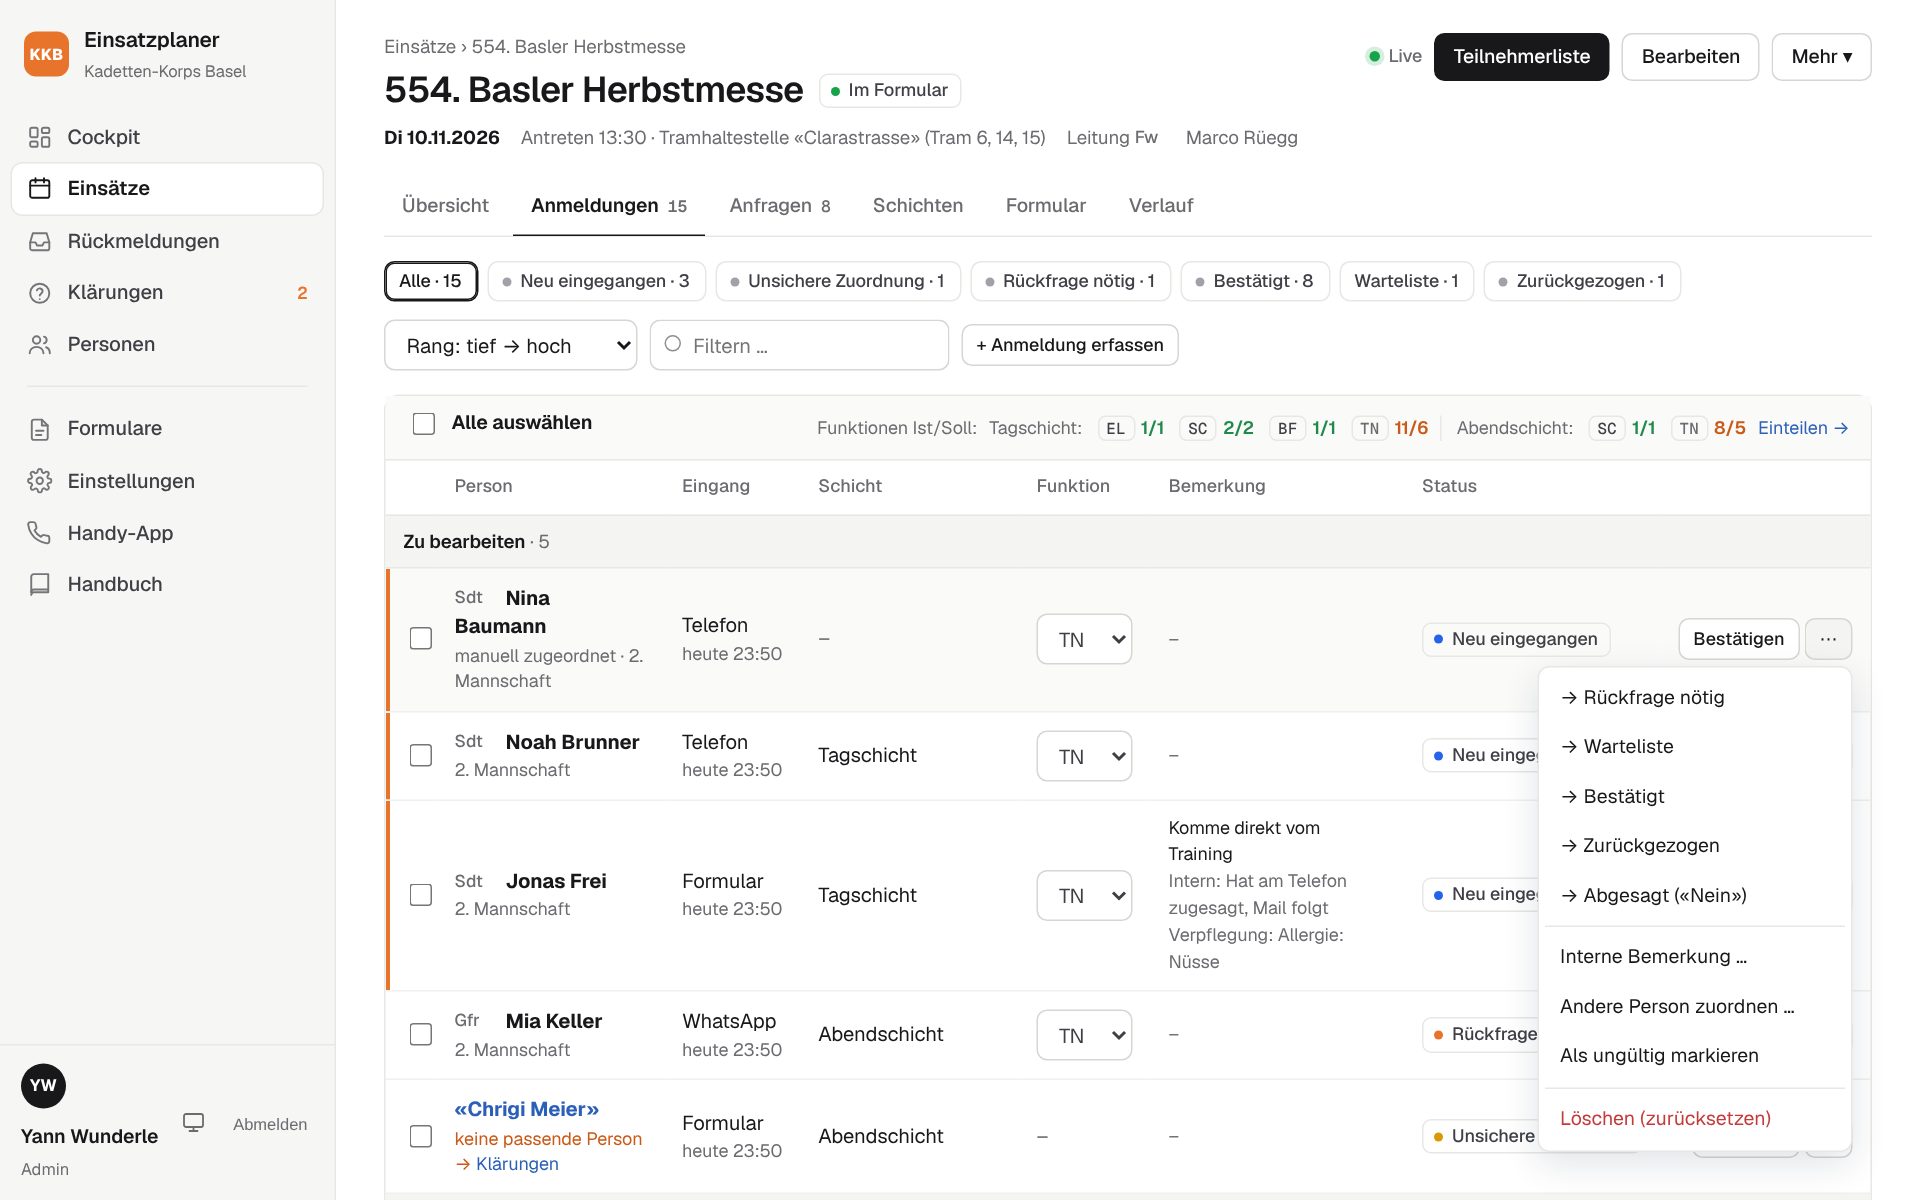 KKB
Einsatzplaner
Kadetten-Korps Basel
Cockpit
Einsätze
Rückmeldungen
Klärungen 2
Personen
Formulare
Einstellungen
Handy-App
Handbuch
YW
Yann Wunderle
Admin
Abmelden
Einsätze › 554. Basler Herbstmesse
554. Basler Herbstmesse
Im Formular
Live
Teilnehmerliste
Bearbeiten
Mehr ▾
Di 10.11.2026 Antreten 13:30 · Tramhaltestelle «Clarastrasse» (Tram 6, 14, 15) Leitung Fw Marco Rüegg
Übersicht Anmeldungen 15 Anfragen 8 Schichten Formular Verlauf
Alle · 15 Neu eingegangen · 3 Unsichere Zuordnung · 1 Rückfrage nötig · 1 Bestätigt · 8 Warteliste · 1 Zurückgezogen · 1
Rang: tief → hoch
Filtern …
+ Anmeldung erfassen
Alle auswählen
Funktionen Ist/Soll: Tagschicht: EL 1/1 SC 2/2 BF 1/1 TN 11/6 Abendschicht: SC 1/1 TN 8/5 Einteilen →
Person Eingang Schicht Funktion Bemerkung Status
Zu bearbeiten · 5
Sdt Nina
Baumann
manuell zugeordnet · 2.
Mannschaft
Telefon
heute 23:50
–
TN
–
Neu eingegangen
Bestätigen
⋯
Sdt Noah Brunner
2. Mannschaft
Telefon
heute 23:50
Tagschicht
TN
–
Neu eingeg
Sdt Jonas Frei
2. Mannschaft
Formular
heute 23:50
Tagschicht
TN
Komme direkt vom
Training
Intern: Hat am Telefon
zugesagt, Mail folgt
Verpflegung: Allergie:
Nüsse
Neu eingeg
Gfr Mia Keller
2. Mannschaft
WhatsApp
heute 23:50
Abendschicht
TN
–
Rückfrage
«Chrigi Meier»
keine passende Person
→ Klärungen
Formular
heute 23:50
Abendschicht
–
–
Unsichere
→ Rückfrage nötig
→ Warteliste
→ Bestätigt
→ Zurückgezogen
→ Abgesagt («Nein»)
Interne Bemerkung …
Andere Person zuordnen …
Als ungültig markieren
Löschen (zurücksetzen)